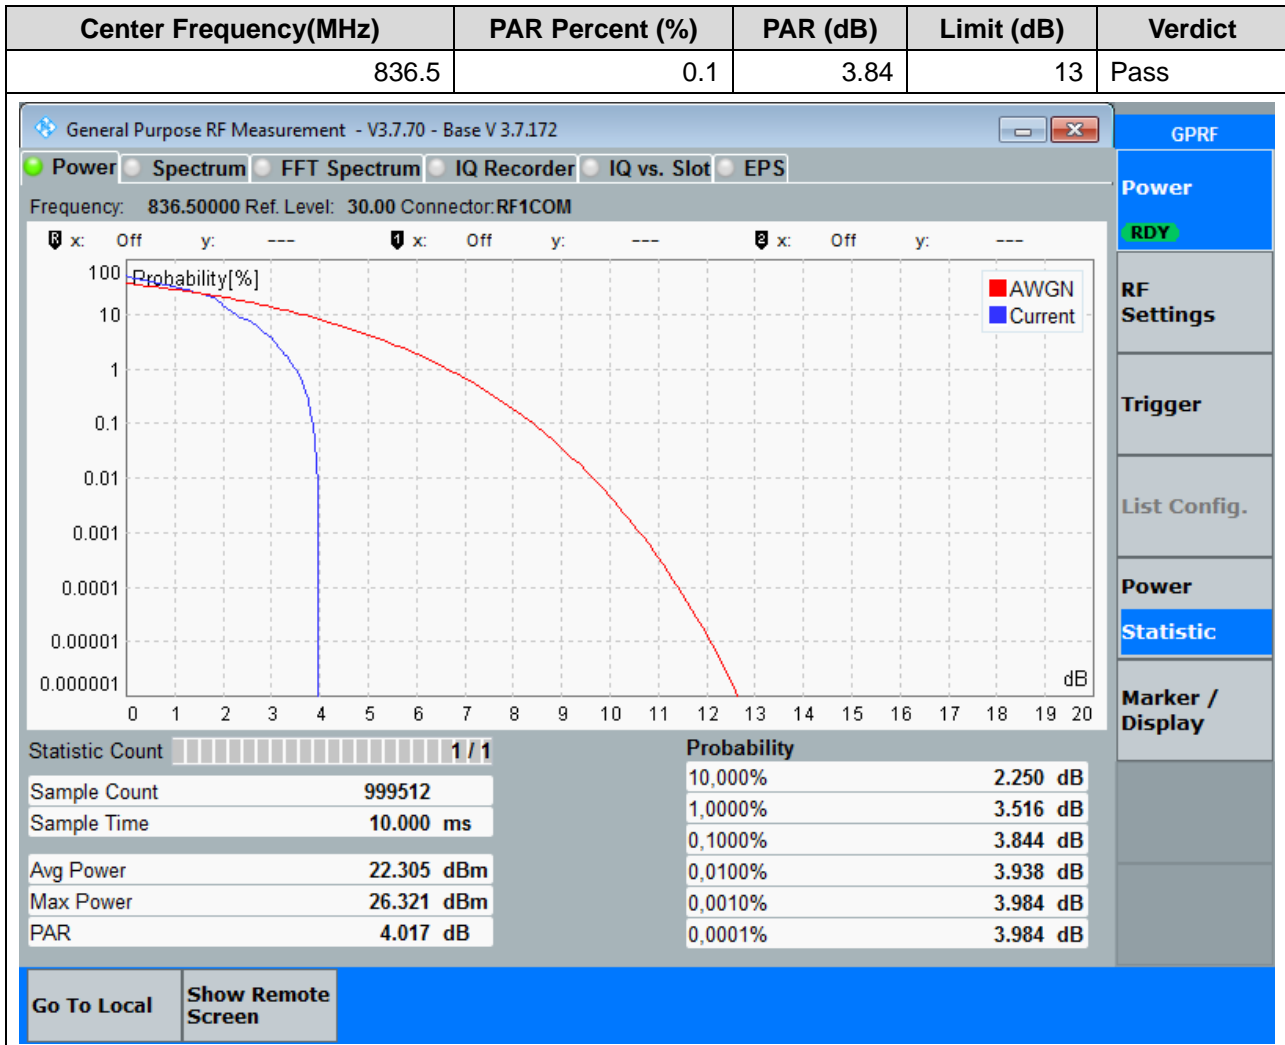 Center Frequency(MHz) PAR Percent (%) PAR (dB) Limit (dB) Verdict
836.5 0.1 3.84 13 Pass
General Purpose RF Measurement - V3.7.70 - Base V 3.7.172
GPRF
Power Spectrum FFT Spectrum IQ Recorder IQ vs. Slot EPS
Frequency: 836.50000 Ref. Level: 30.00 Connector:RF1COM
R x: Off y: --- 1 x: Off y: --- 2 x: Off y: ---
Probability[%]
AWGN
Current
100
10
1
0.1
0.01
0.001
0.0001
0.00001
0.000001
dB
0 1 2 3 4 5 6 7 8 9 10 11 12 13 14 15 16 17 18 19 20
Statistic Count 1 / 1
Sample Count 999512
Sample Time 10.000 ms
Avg Power 22.305 dBm
Max Power 26.321 dBm
PAR 4.017 dB
Probability
10,000% 2.250 dB
1,0000% 3.516 dB
0,1000% 3.844 dB
0,0100% 3.938 dB
0,0010% 3.984 dB
0,0001% 3.984 dB
Power
RDY
RF
Settings
Trigger
List Config.
Power
Statistic
Marker /
Display
Go To Local
Show Remote
Screen